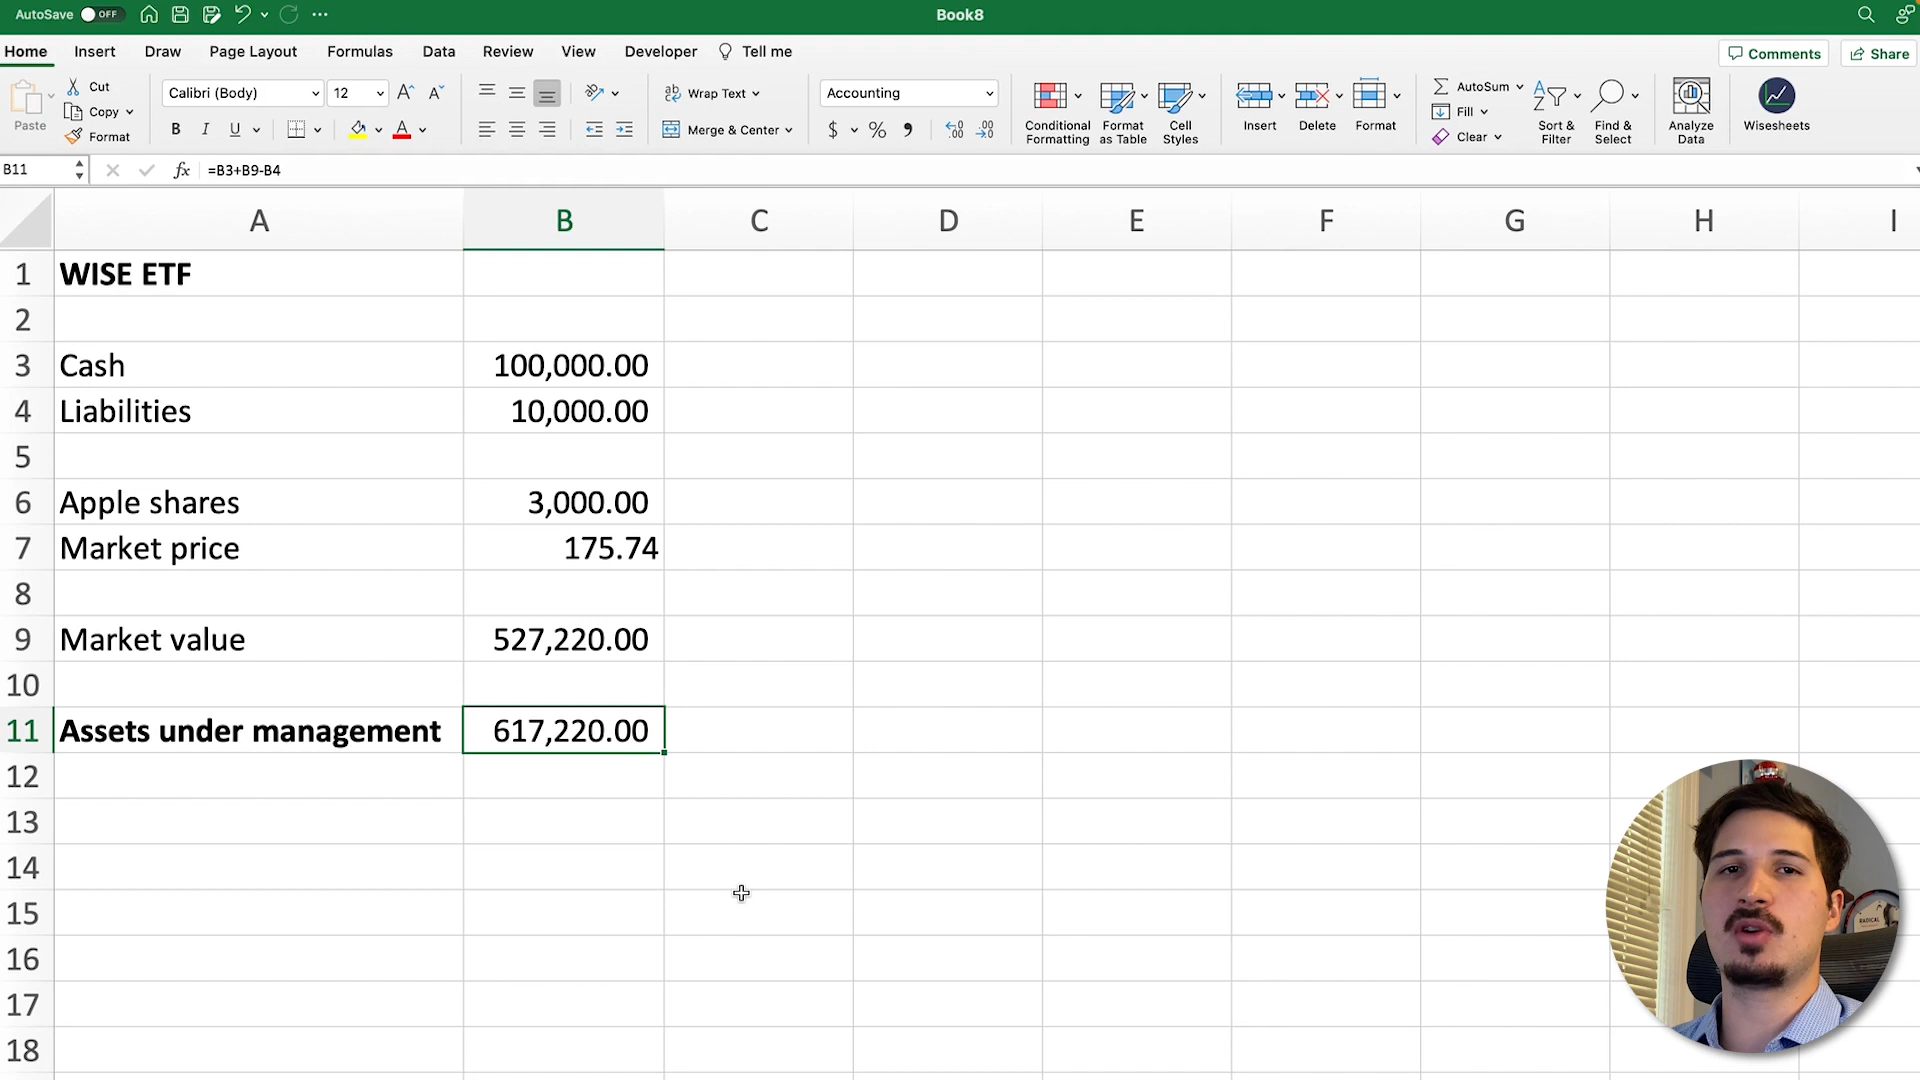 AutoSave OFF
Book8
Home Insert Draw Page Layout Formulas Data Review View Developer Tell me
Comments Share
Paste
Cut
Copy
Format
Calibri (Body) 12
B I U
Wrap Text
Merge & Center
Accounting
$ %
Conditional Formatting
Format as Table
Cell Styles
Insert
Delete
Format
AutoSum
Fill
Clear
Sort & Filter
Find & Select
Analyze Data
Wisesheets
B11 fx =B3+B9-B4
A B C D E F G H I
1 WISE ETF
2
3 Cash 100,000.00
4 Liabilities 10,000.00
5
6 Apple shares 3,000.00
7 Market price 175.74
8
9 Market value 527,220.00
10
11 Assets under management 617,220.00
12
13
14
15
16
17
18
RADICAL